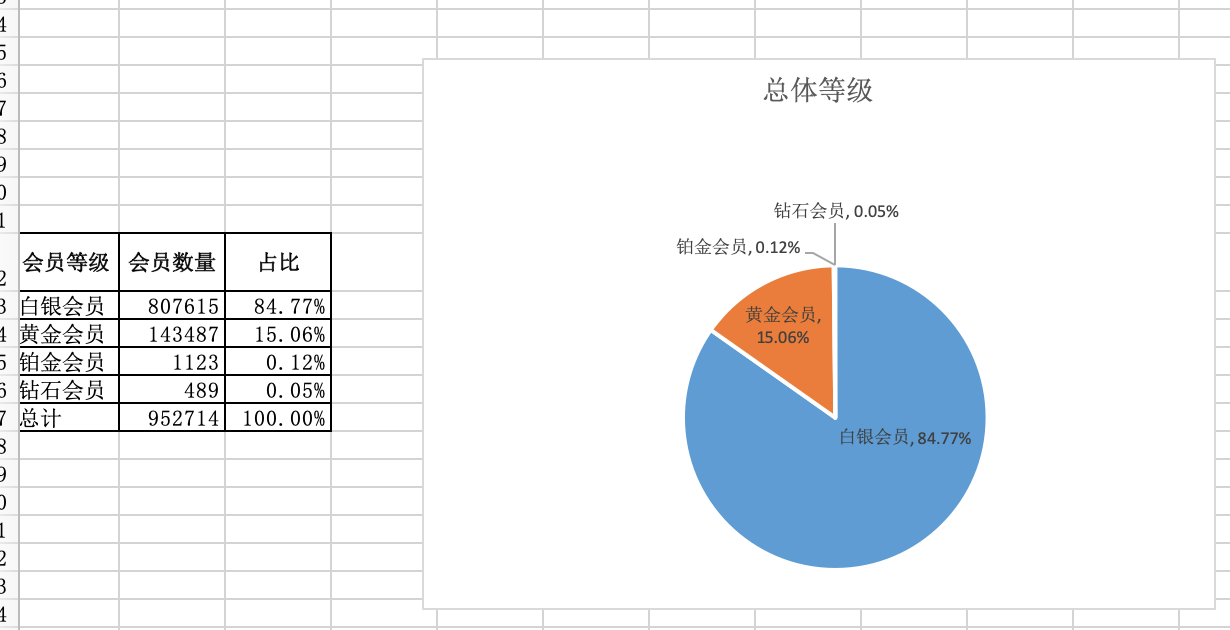 总体等级
钻石会员, 0.05%
铂金会员, 0.12%
黄金会员,
15.06%
白银会员, 84.77%
会员等级 会员数量 占比
白银会员 807615 84.77%
黄金会员 143487 15.06%
铂金会员 1123 0.12%
钻石会员 489 0.05%
总计 952714 100.00%